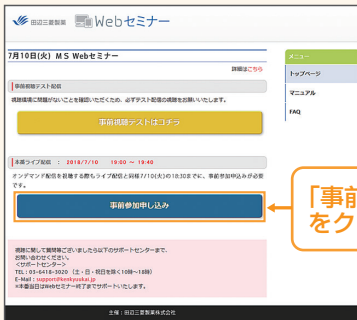 田辺三菱製薬 Webセミナー
7月10日(火) MS Webセミナー
詳細はこちら
事前視聴テスト配信
視聴環境に問題がないことを確認いただくため、必ずテスト配信の視聴をお願いいたします。
事前視聴テストはコチラ
本番ライブ配信 : 2018/7/10 19:00 ~ 19:40
オンデマンド配信を視聴する際もライブ配信と同様7/10(火)の18:30までに、事前参加申込みが必要
です。
事前参加申し込み
視聴に関して質問等ございましたら以下のサポートセンターまで、
お問い合わせください。
<サポートセンター>
TEL:03-6418-3020 (土・日・祝日を除く10時~18時)
E-Mail:support@kenkyuukai.jp
※本番当日はWebセミナー終了までサポートいたします。
主催:田辺三菱製薬株式会社
メニュー
トップページ
マニュアル
FAQ
「事前
をク